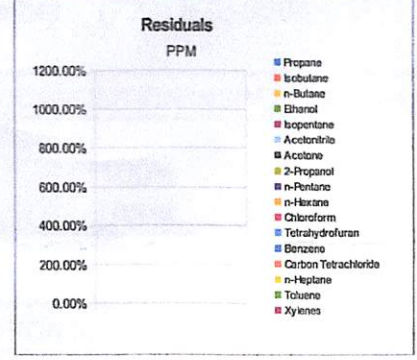 Residuals
PPM
1200.00%
1000.00%
800.00%
600.00%
400.00%
200.00%
0.00%
Propane
Isobutane
n-Butane
Ethanol
Isopentane
Acetonitrile
Acetone
2-Propanol
n-Pentane
n-Hexane
Chloroform
Tetrahydrofuran
Benzene
Carbon Tetrachloride
n-Heptane
Toluene
Xylenes